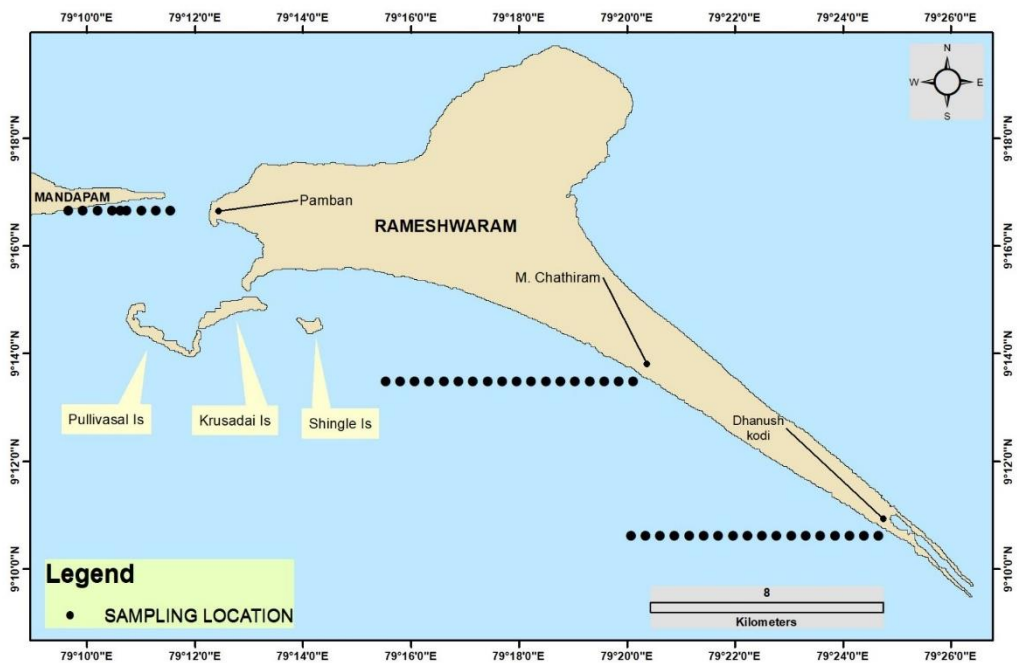 79°10'0"E 79°12'0"E 79°14'0"E 79°16'0"E 79°18'0"E 79°20'0"E 79°22'0"E 79°24'0"E 79°26'0"E
N
W E
S
9°18'0"N 9°18'0"N
MANDAPAM
Pamban
RAMESHWARAM
9°16'0"N 9°16'0"N
M. Chathiram
9°14'0"N 9°14'0"N
Pullivasal Is
Krusadai Is
Shingle Is
Dhanush
kodi
9°12'0"N 9°12'0"N
9°10'0"N 9°10'0"N
Legend
SAMPLING LOCATION
8
Kilometers
79°10'0"E 79°12'0"E 79°14'0"E 79°16'0"E 79°18'0"E 79°20'0"E 79°22'0"E 79°24'0"E 79°26'0"E